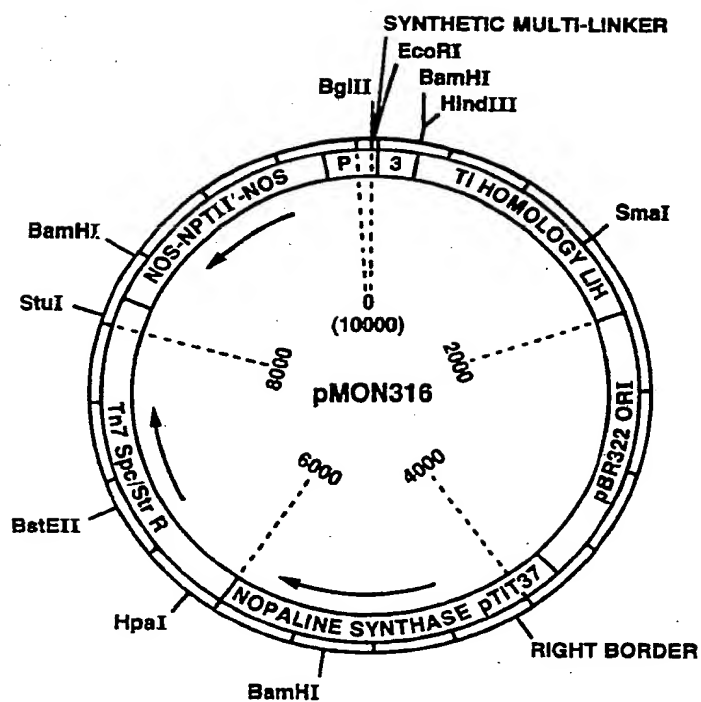 SYNTHETIC MULTI-LINKER
EcoRI
BglII
BamHI
HindIII
P
3
NOS-NPTII'-NOS
TI HOMOLOGY LIH
SmaI
BamHI
StuI
0
(10000)
8000
2000
pMON316
6000
4000
Tn7 Spc/Str R
pBR322 ORI
BstEII
HpaI
NOPALINE SYNTHASE pTIT37
RIGHT BORDER
BamHI